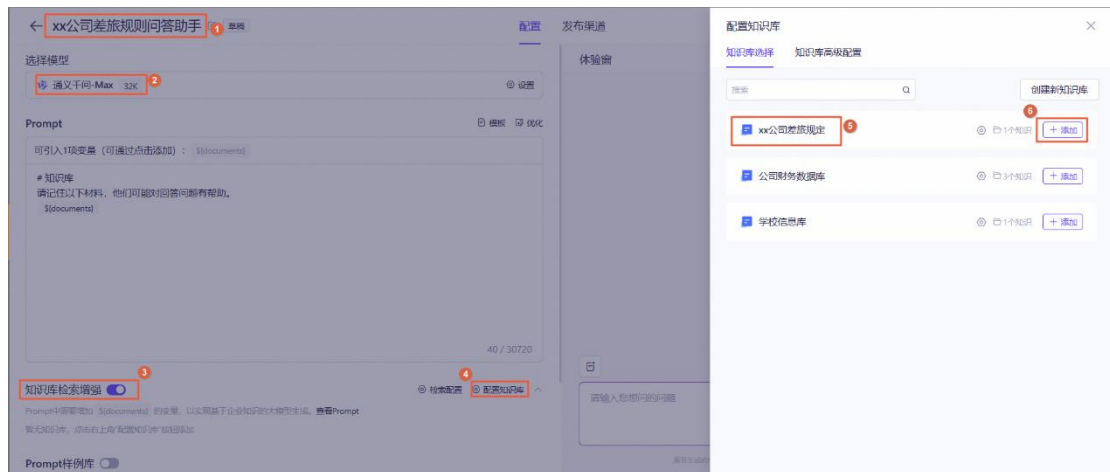 ← xx公司差旅规则问答助手 1 草稿
配置
发布渠道
选择模型
通义千问-Max 32K 2
设置
Prompt
模板 优化
可引入1项变量（可通过点击添加）： ${documents}
# 知识库
请记住以下材料，他们可能对回答问题有帮助。
${documents}
40 / 30720
3
知识库检索增强
4
检索配置 配置知识库
Prompt中需要增加 ${documents} 的变量，以实现基于企业知识的大模型生成。查看Prompt
暂无知识库，点击右上角"配置知识库"按钮添加
Prompt样例库
体验窗
请输入您想问的问题
配置知识库
知识库选择 知识库高级配置
搜索
创建新知识库
xx公司差旅规定 5
6
1个知识 + 添加
公司财务数据库
3个知识 + 添加
学校信息库
1个知识 + 添加